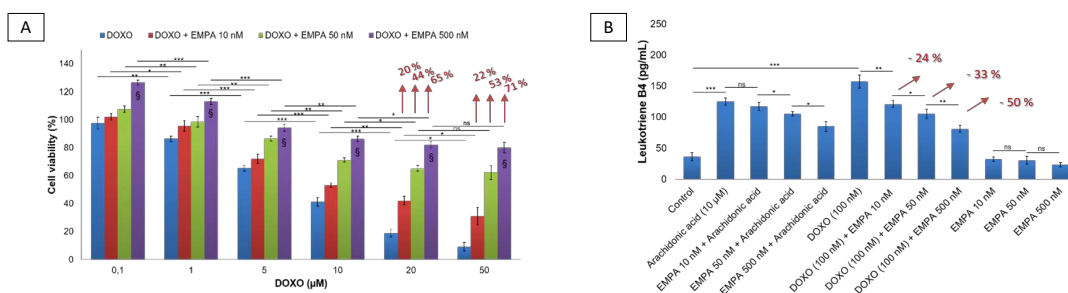 A
DOXO DOXO + EMPA 10 nM DOXO + EMPA 50 nM DOXO + EMPA 500 nM
Cell viability (%)
140
120
100
80
60
40
20
0
***
**
*
**
***
**
**
***
***
***
**
**
***
*
*
**
***
ns
ns
*
*
20 %
44 %
65 %
22 %
53 %
71 %
§
§
§
§
§
§
0,1 1 5 10 20 50
DOXO (µM)
B
Leukotriene B4 (pg/mL)
250
200
150
100
50
0
***
***
ns
*
*
**
*
**
ns
ns
- 24 %
- 33 %
- 50 %
Control
Arachidonic acid (10 µM)
EMPA 10 nM + Arachidonic acid
EMPA 50 nM + Arachidonic acid
EMPA 500 nM + Arachidonic acid
DOXO (100 nM)
DOXO (100 nM) + EMPA 10 nM
DOXO (100 nM) + EMPA 50 nM
DOXO (100 nM) + EMPA 500 nM
EMPA 10 nM
EMPA 50 nM
EMPA 500 nM